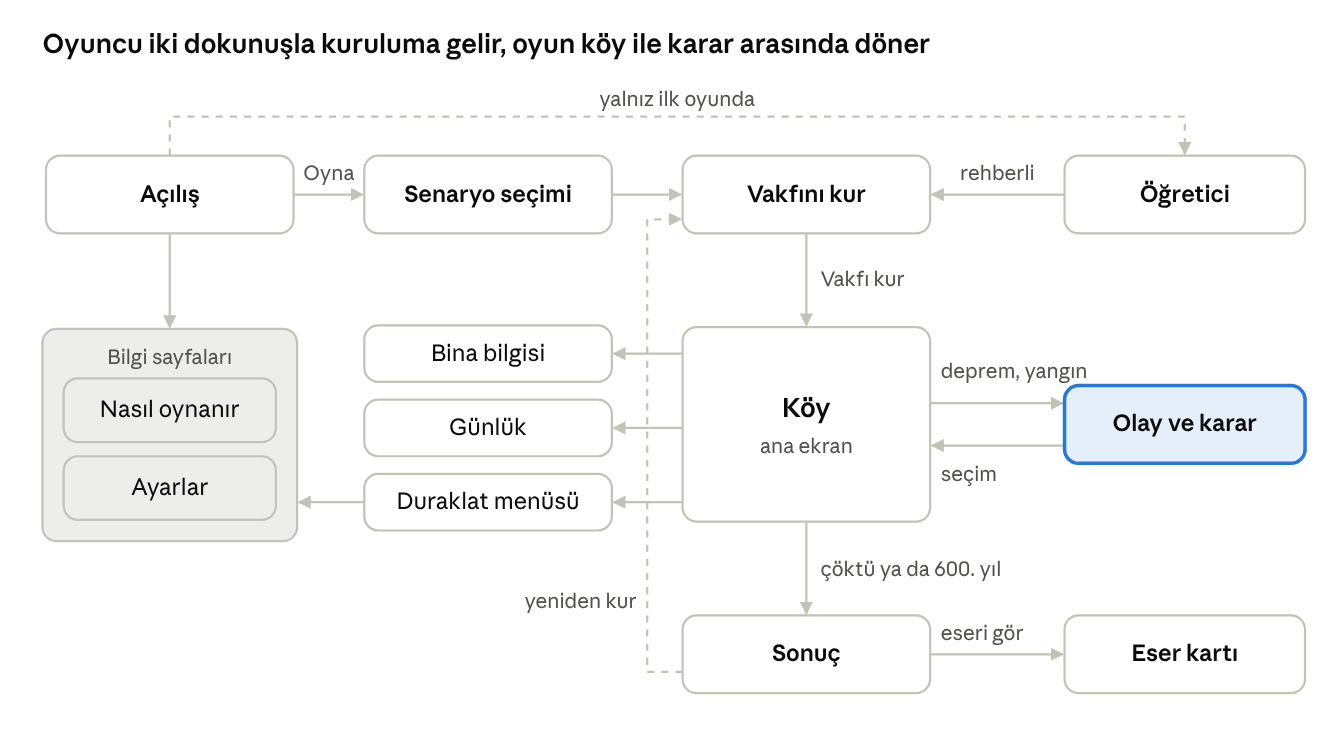 Oyuncu iki dokunuşla kuruluma gelir, oyun köy ile karar arasında döner
yalnız ilk oyunda
Açılış
Oyna
Senaryo seçimi
Vakfını kur
rehberli
Öğretici
Vakfı kur
Bilgi sayfaları
Nasıl oynanır
Ayarlar
Bina bilgisi
Günlük
Duraklat menüsü
Köy
ana ekran
deprem, yangın
Olay ve karar
seçim
çöktü ya da 600. yıl
yeniden kur
Sonuç
eseri gör
Eser kartı